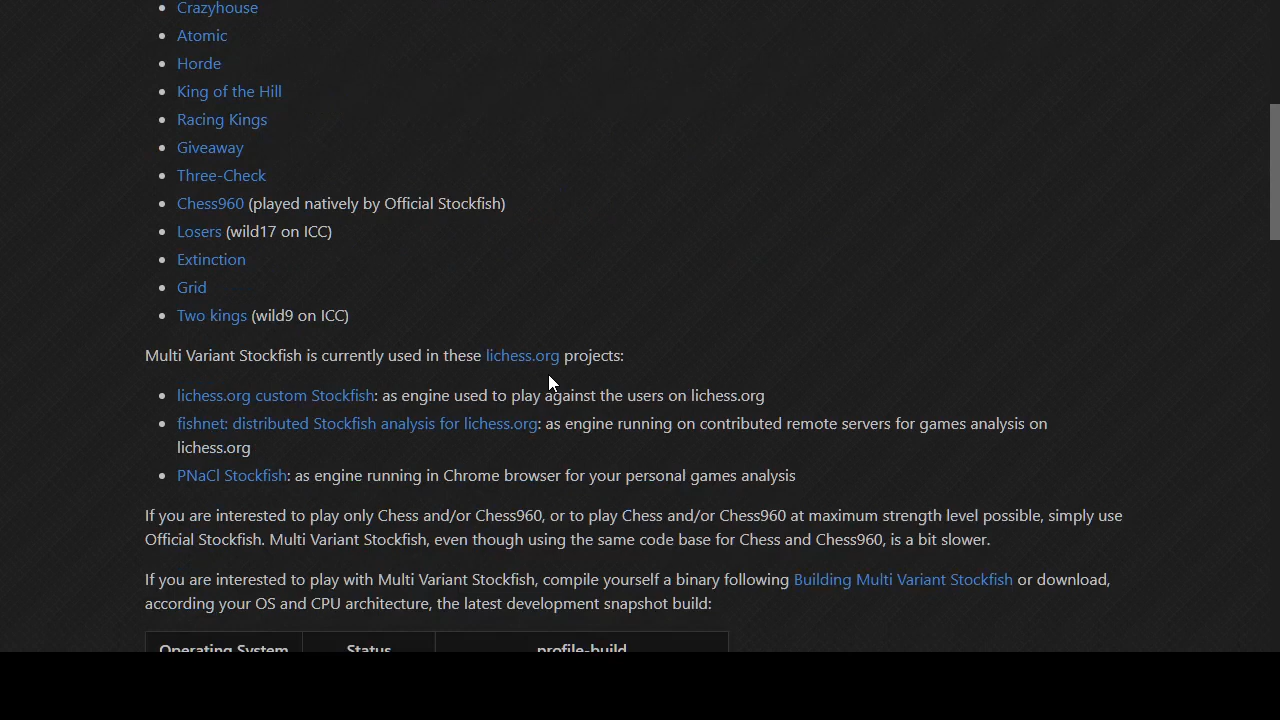 Crazyhouse
Atomic
Horde
King of the Hill
Racing Kings
Giveaway
Three-Check
Chess960 (played natively by Official Stockfish)
Losers (wild17 on ICC)
Extinction
Grid
Two kings (wild9 on ICC)
Multi Variant Stockfish is currently used in these lichess.org projects:
lichess.org custom Stockfish: as engine used to play against the users on lichess.org
fishnet: distributed Stockfish analysis for lichess.org: as engine running on contributed remote servers for games analysis on
lichess.org
PNaCl Stockfish: as engine running in Chrome browser for your personal games analysis
If you are interested to play only Chess and/or Chess960, or to play Chess and/or Chess960 at maximum strength level possible, simply use
Official Stockfish. Multi Variant Stockfish, even though using the same code base for Chess and Chess960, is a bit slower.
If you are interested to play with Multi Variant Stockfish, compile yourself a binary following Building Multi Variant Stockfish or download,
according your OS and CPU architecture, the latest development snapshot build:
Operating System Status profile-build